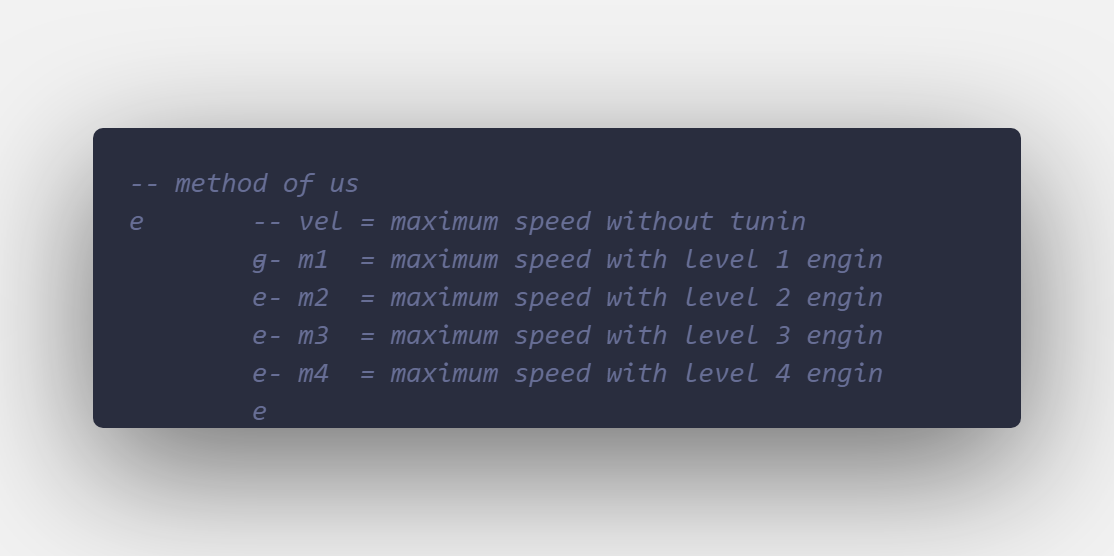 -- method of us
e       -- vel = maximum speed without tunin
        g- m1  = maximum speed with level 1 engin
        e- m2  = maximum speed with level 2 engin
        e- m3  = maximum speed with level 3 engin
        e- m4  = maximum speed with level 4 engin
        e